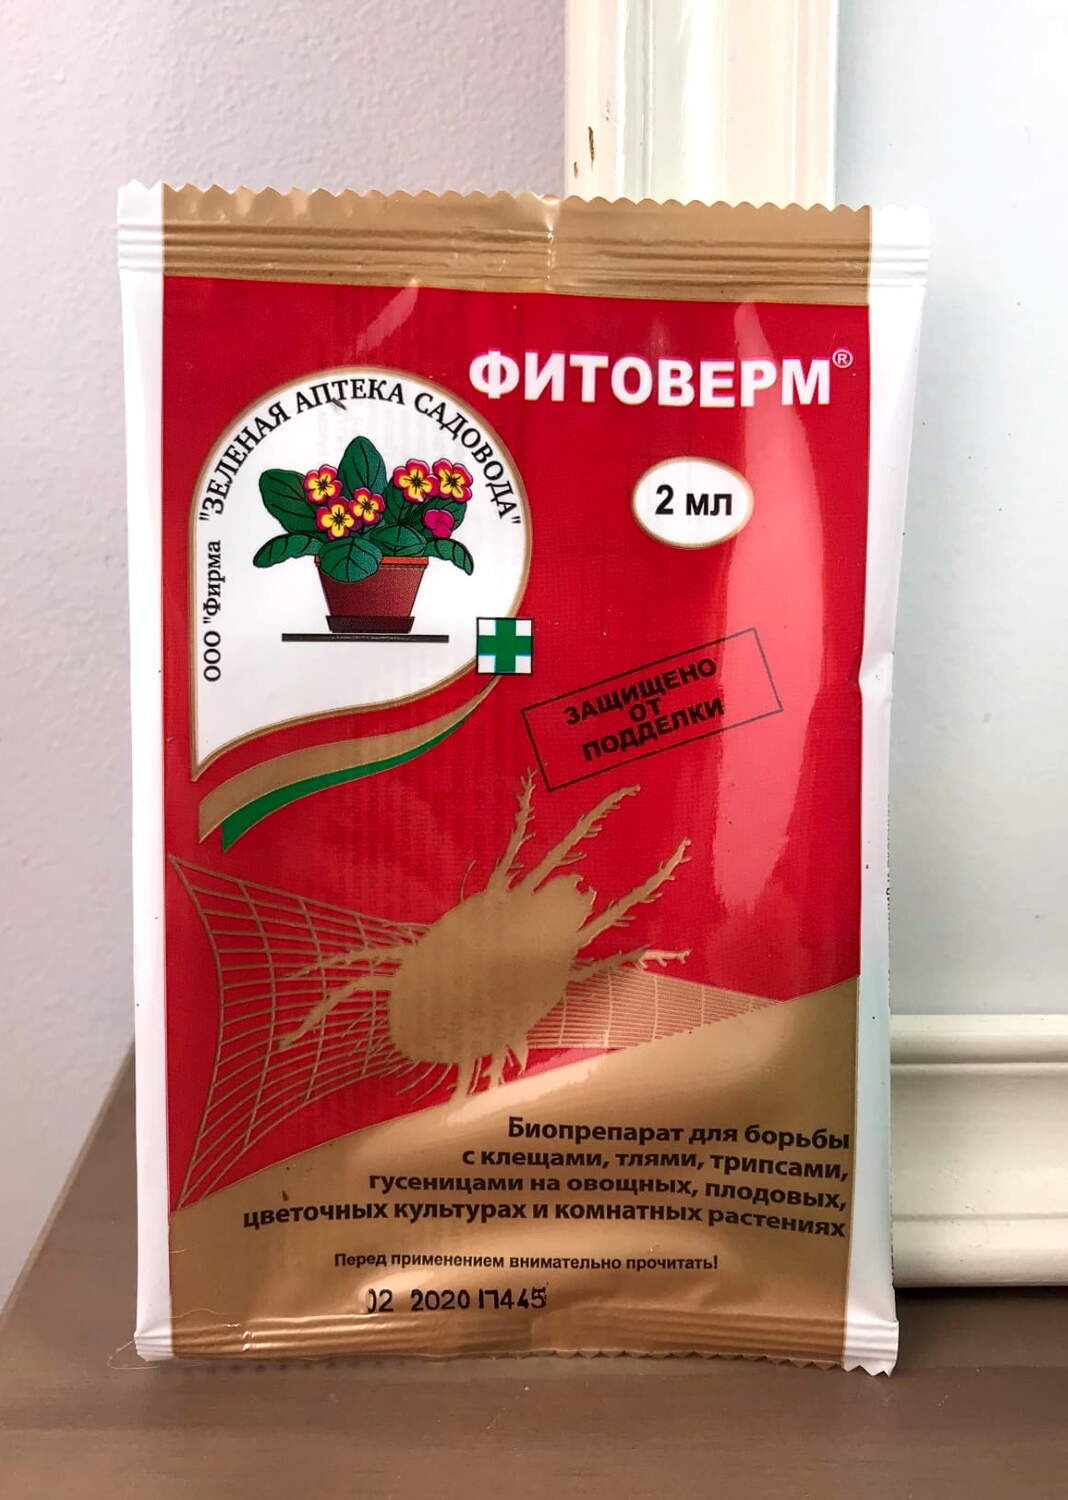 ФИТОВЕРМ®
ООО "Фирма "ЗЕЛЕНАЯ АПТЕКА САДОВОДА"
2 мл
ЗАЩИЩЕНО
ОТ
ПОДДЕЛКИ
Биопрепарат для борьбы
с клещами, тлями, трипсами,
гусеницами на овощных, плодовых,
цветочных культурах и комнатных растениях
Перед применением внимательно прочитать!
02 2020 П445